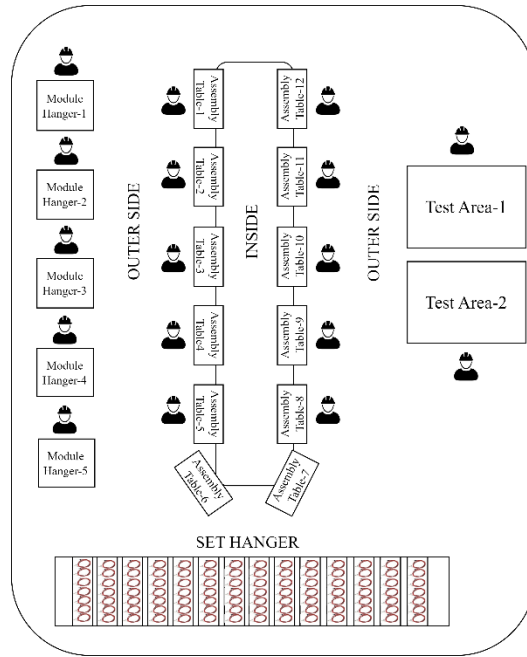 Module
Hanger-1
Module
Hanger-2
Module
Hanger-3
Module
Hanger-4
Module
Hanger-5
OUTER SIDE
Assembly
Table-1
Assembly
Table-2
Assembly
Table-3
Assembly
Table4
Assembly
Table-5
Assembly
Table-6
INSIDE
Assembly
Table-12
Assembly
Table-11
Assembly
Table-10
Assembly
Table-9
Assembly
Table-8
Assembly
Table-7
OUTER SIDE
Test Area-1
Test Area-2
SET HANGER